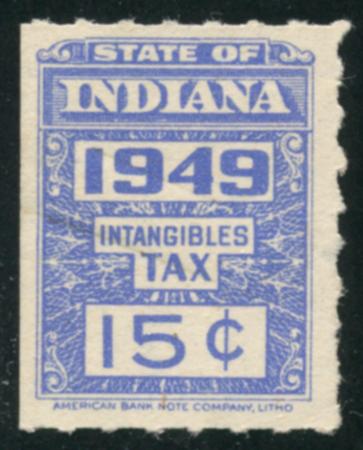 STATE OF
INDIANA
1949
INTANGIBLES
TAX
15¢
AMERICAN BANK NOTE COMPANY, LITHO